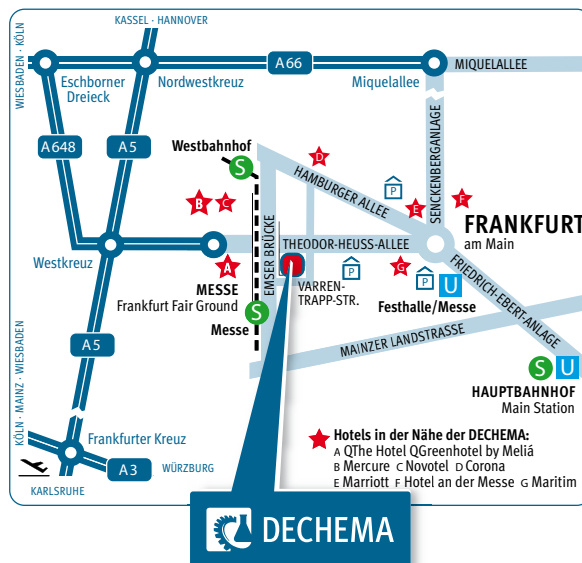 KASSEL · HANNOVER
WIESBADEN · KÖLN
A66
MIQUELALLEE
Eschborner
Dreieck
Nordwestkreuz
Miquelallee
A648
A5
SENCKENBERGANLAGE
Westbahnhof
S
D
HAMBURGER ALLEE
P
B
C
E
F
EMSER BRÜCKE
FRANKFURT
am Main
THEODOR-HEUSS-ALLEE
Westkreuz
A
P
G
P
U
MESSE
Frankfurt Fair Ground
VARREN-
TRAPP-STR.
Festhalle/Messe
FRIEDRICH-EBERT-ANLAGE
S
Messe
A5
MAINZER LANDSTRASSE
KÖLN · MAINZ · WIESBADEN
S
U
HAUPTBAHNHOF
Main Station
Frankfurter Kreuz
A3
WÜRZBURG
KARLSRUHE
Hotels in der Nähe der DECHEMA:
A QThe Hotel QGreenhotel by Meliá
B Mercure C Novotel D Corona
E Marriott F Hotel an der Messe G Maritim
DECHEMA